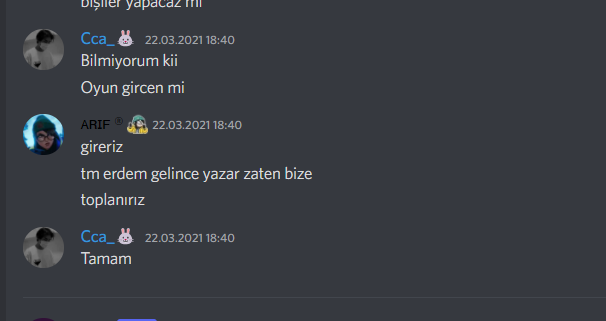 bişiler yapacaz mı
Cca_ 22.03.2021 18:40
Bilmiyorum kii
Oyun gircen mi
ARIF ® 22.03.2021 18:40
gireriz
tm erdem gelince yazar zaten bize
toplanırız
Cca_ 22.03.2021 18:40
Tamam